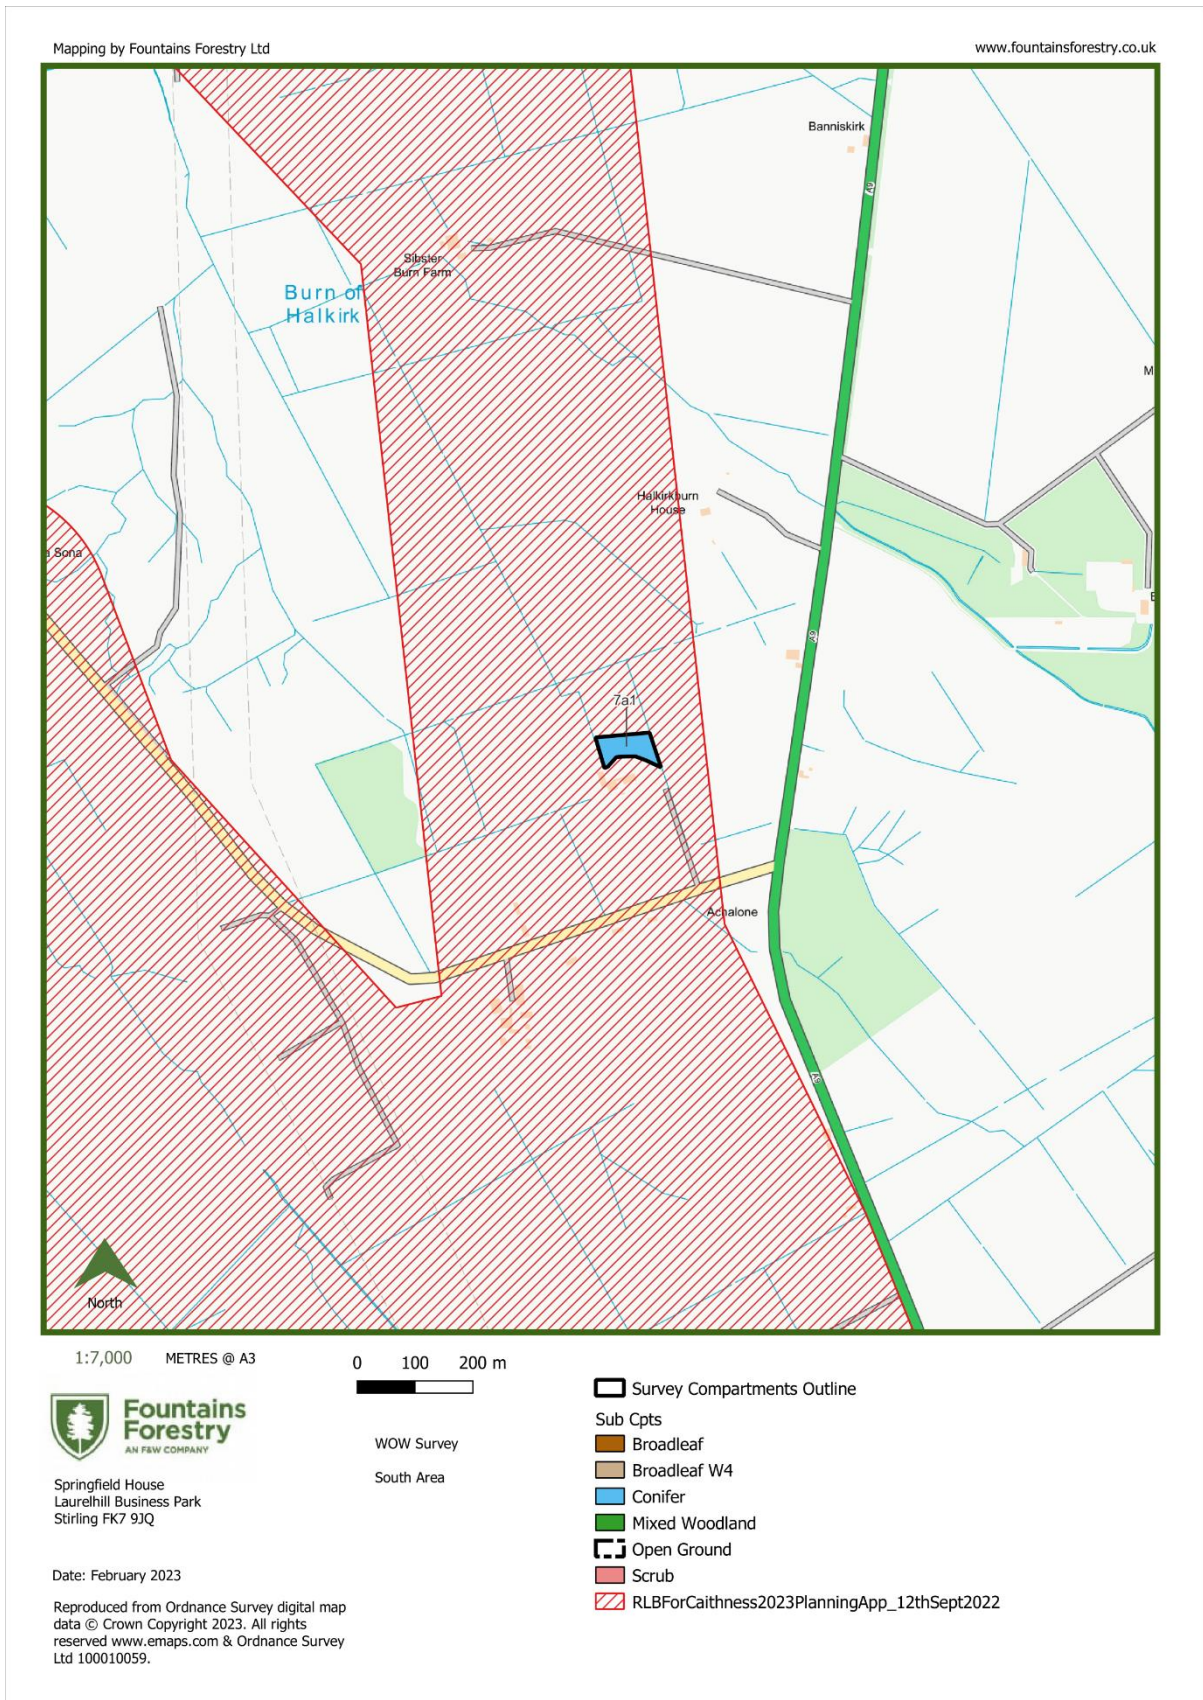 Mapping by Fountains Forestry Ltd
www.fountainsforestry.co.uk
Banniskirk
A9
Sibster
Burn Farm
Burn of
Halkirk
M
Halkirkburn
House
a Sona
E
A9
7a1
Achalone
A9
North
1:7,000
METRES @ A3
0 100 200 m
Fountains
Forestry
AN F&W COMPANY
WOW Survey
South Area
Springfield House
Laurelhill Business Park
Stirling FK7 9JQ
Date: February 2023
Reproduced from Ordnance Survey digital map
data © Crown Copyright 2023. All rights
reserved www.emaps.com & Ordnance Survey
Ltd 100010059.
Survey Compartments Outline
Sub Cpts
Broadleaf
Broadleaf W4
Conifer
Mixed Woodland
Open Ground
Scrub
RLBForCaithness2023PlanningApp_12thSept2022